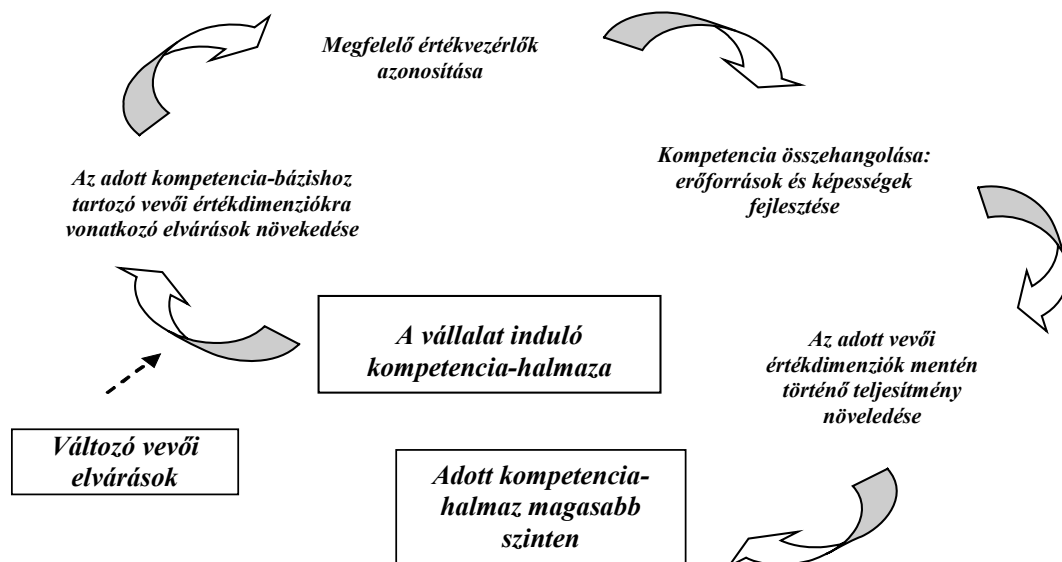 Megfelelő értékvezérlők
azonosítása
Kompetencia összehangolása:
erőforrások és képességek
fejlesztése
Az adott kompetencia-bázishoz
tartozó vevői értékdimenziókra
vonatkozó elvárások növekedése
A vállalat induló
kompetencia-halmaza
Az adott vevői
értékdimenziók mentén
történő teljesítmény
növeledése
Változó vevői
elvárások
Adott kompetencia-
halmaz magasabb
szinten